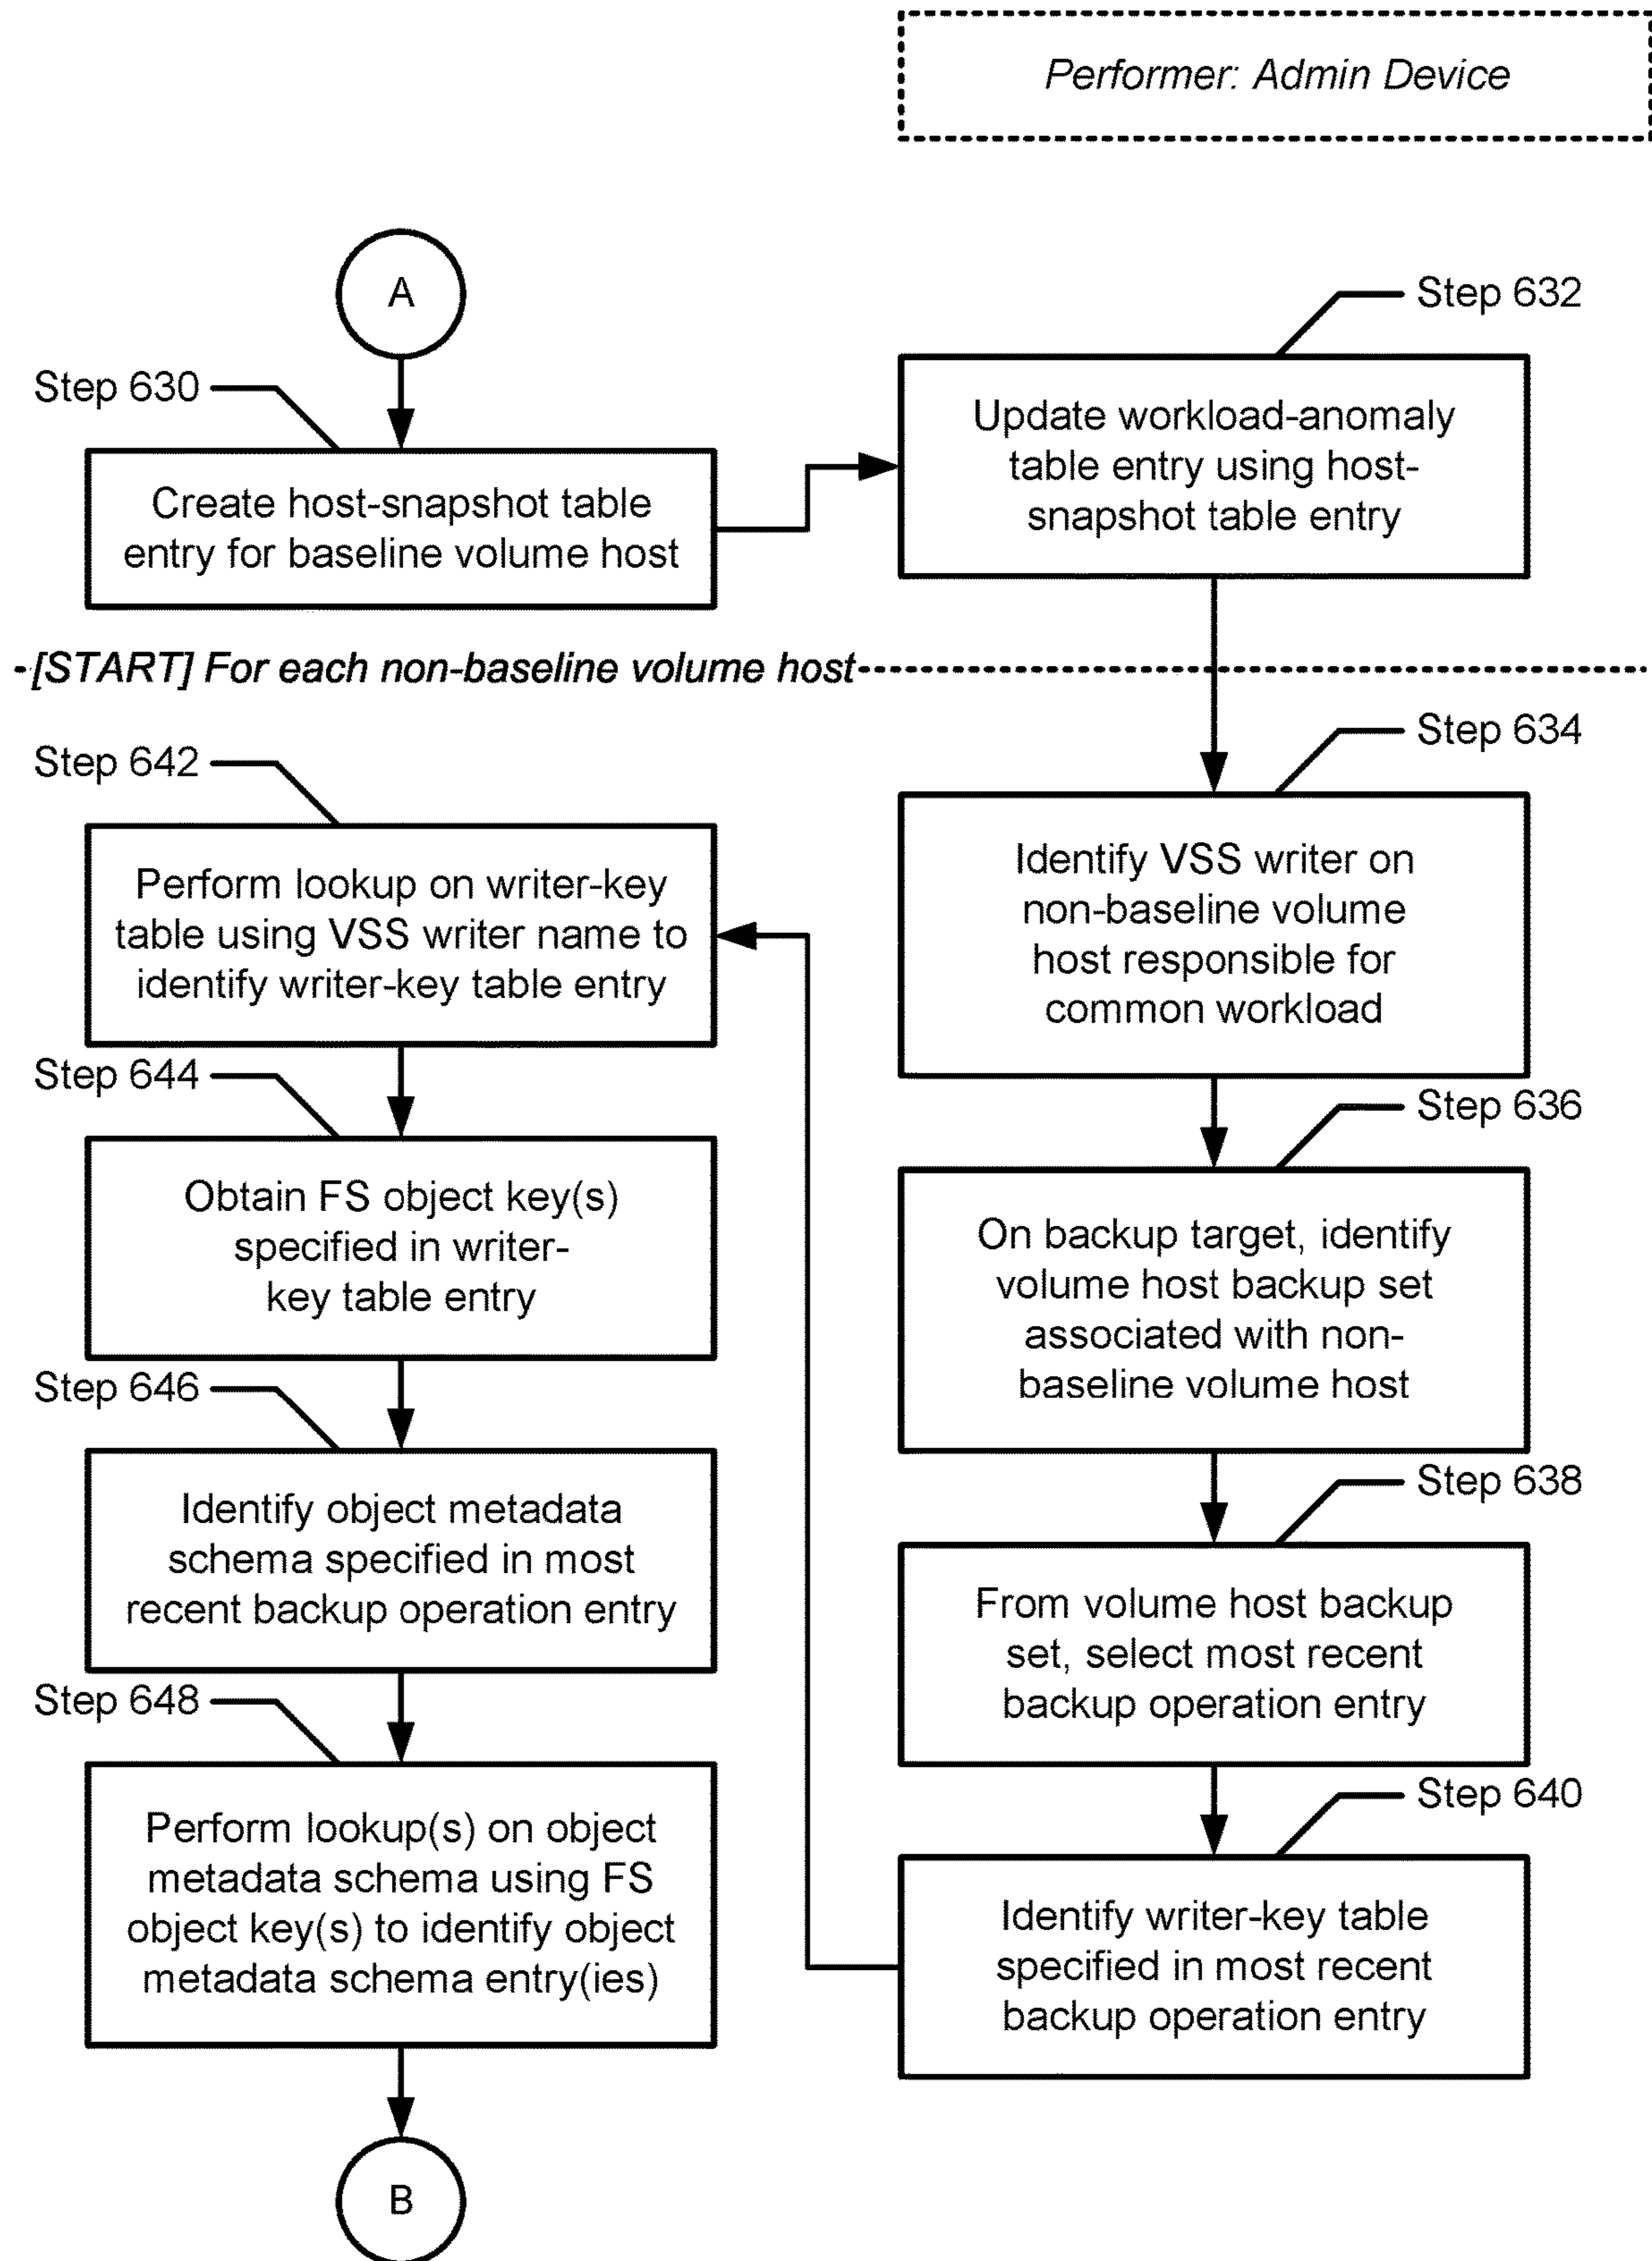 Performer: Admin Device
A
Step 630
Create host-snapshot table
entry for baseline volume host
Step 632
Update workload-anomaly
table entry using host-
snapshot table entry
[START] For each non-baseline volume host
Step 634
Identify VSS writer on
non-baseline volume
host responsible for
common workload
Step 636
On backup target, identify
volume host backup set
associated with non-
baseline volume host
Step 638
From volume host backup
set, select most recent
backup operation entry
Step 640
Identify writer-key table
specified in most recent
backup operation entry
Step 642
Perform lookup on writer-key
table using VSS writer name to
identify writer-key table entry
Step 644
Obtain FS object key(s)
specified in writer-
key table entry
Step 646
Identify object metadata
schema specified in most
recent backup operation entry
Step 648
Perform lookup(s) on object
metadata schema using FS
object key(s) to identify object
metadata schema entry(ies)
B